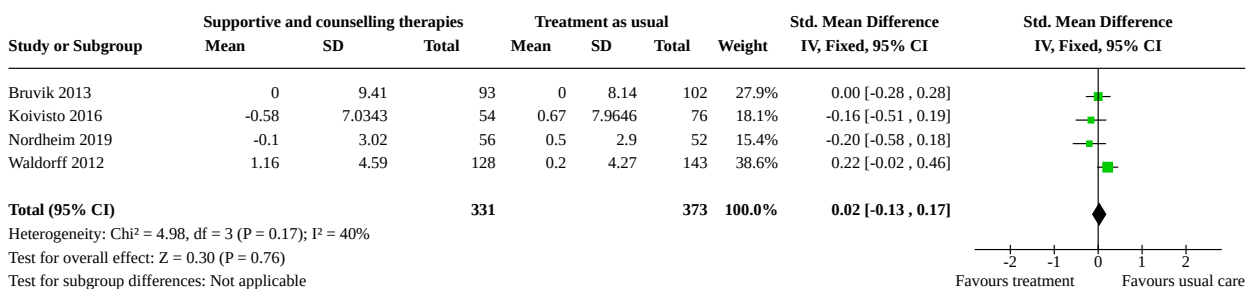 Supportive and counselling therapies Treatment as usual Std. Mean Difference Std. Mean Difference
Study or Subgroup Mean SD Total Mean SD Total Weight IV, Fixed, 95% CI IV, Fixed, 95% CI
Bruvik 2013 0 9.41 93 0 8.14 102 27.9% 0.00 [-0.28 , 0.28]
Koivisto 2016 -0.58 7.0343 54 0.67 7.9646 76 18.1% -0.16 [-0.51 , 0.19]
Nordheim 2019 -0.1 3.02 56 0.5 2.9 52 15.4% -0.20 [-0.58 , 0.18]
Waldorff 2012 1.16 4.59 128 0.2 4.27 143 38.6% 0.22 [-0.02 , 0.46]
Total (95% CI) 331 373 100.0% 0.02 [-0.13 , 0.17]
Heterogeneity: Chi² = 4.98, df = 3 (P = 0.17); I² = 40%
Test for overall effect: Z = 0.30 (P = 0.76) -2 -1 0 1 2
Test for subgroup differences: Not applicable Favours treatment Favours usual care